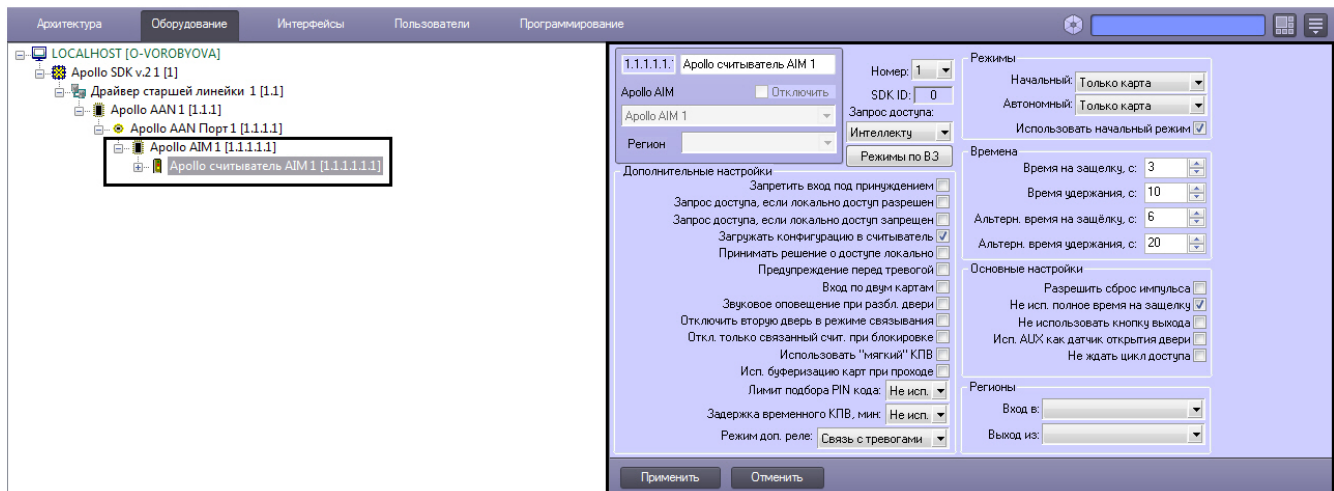 Архитектура Оборудование Интерфейсы Пользователи Программирование
LOCALHOST [O-VOROBYOVA]
Apollo SDK v.2 1 [1]
Драйвер старшей линейки 1 [1.1]
Apollo AAN 1 [1.1.1]
Apollo AAN Порт 1 [1.1.1.1]
Apollo AIM 1 [1.1.1.1.1]
Apollo считыватель AIM 1 [1.1.1.1.1.1]
1.1.1.1.1. Apollo считыватель AIM 1
Apollo AIM Отключить
Apollo AIM 1
Регион
Номер: 1
SDK ID: 0
Запрос доступа:
Интеллекту
Режимы по ВЗ
Дополнительные настройки
Запретить вход под принуждением
Запрос доступа, если локально доступ разрешен
Запрос доступа, если локально доступ запрещен
Загружать конфигурацию в считыватель
Принимать решение о доступе локально
Предупреждение перед тревогой
Вход по двум картам
Звуковое оповещение при разбл. двери
Отключить вторую дверь в режиме связывания
Откл. только связанный счит. при блокировке
Использовать "мягкий" КПВ
Исп. буферизацию карт при проходе
Лимит подбора PIN кода: Не исп.
Задержка временного КПВ, мин: Не исп.
Режим доп. реле: Связь с тревогами
Режимы
Начальный: Только карта
Автономный: Только карта
Использовать начальный режим
Времена
Время на защелку, с: 3
Время удержания, с: 10
Альтерн. время на защёлку, с: 6
Альтерн. время удержания, с: 20
Основные настройки
Разрешить сброс импульса
Не исп. полное время на защелку
Не использовать кнопку выхода
Исп. AUX как датчик открытия двери
Не ждать цикл доступа
Регионы
Вход в:
Выход из:
Применить Отменить